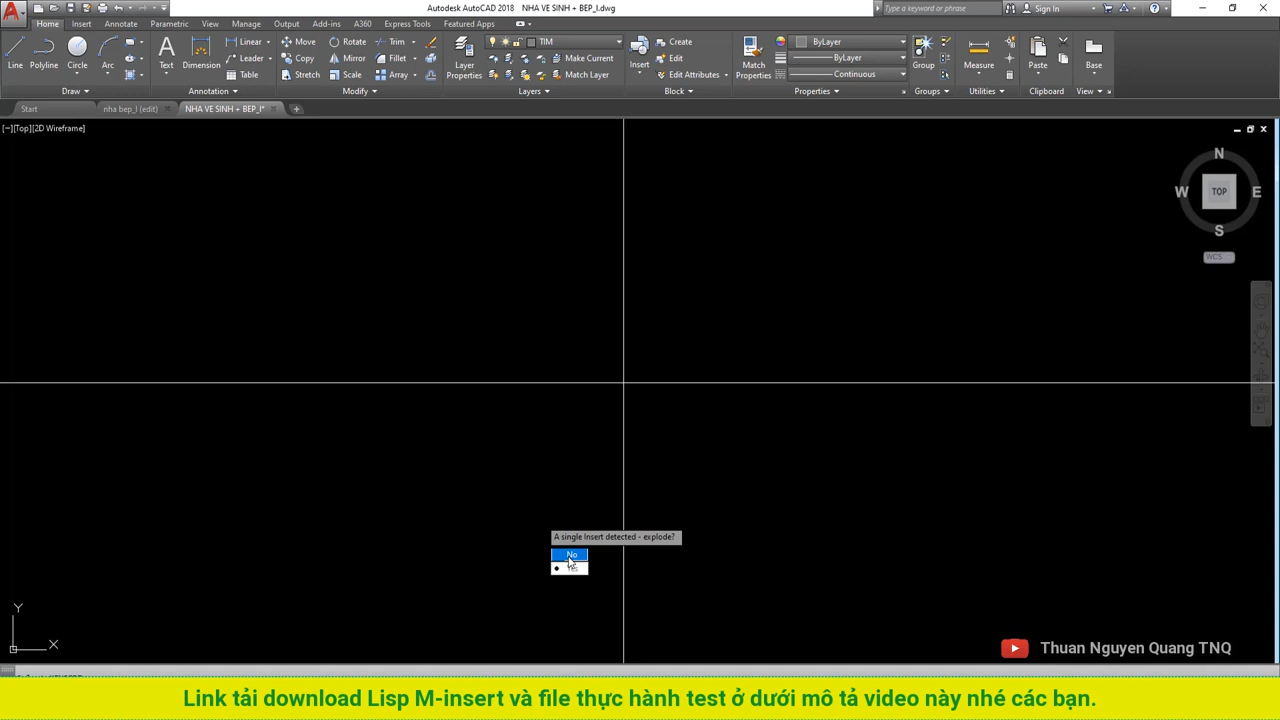 Autodesk AutoCAD 2018 NHA VE SINH + BEP_I.dwg
Type a keyword or phrase
Sign In
Home Insert Annotate Parametric View Manage Output Add-ins A360 Express Tools Featured Apps
Line Polyline Circle Arc
Move Rotate Trim
Copy Mirror Fillet
Stretch Scale Array
Text Dimension
Linear
Leader
Table
Layer Properties
TIM
Make Current
Match Layer
Insert
Create
Edit
Edit Attributes
Match Properties
ByLayer
ByLayer
Continuous
Group
Measure
Paste
Base
Draw Modify Annotation Layers Block Properties Groups Utilities Clipboard View
Start nha bep_I (edit) NHA VE SINH + BEP_I*
[−][Top][2D Wireframe]
N
W TOP E
S
WCS
A single Insert detected - explode?
No
Yes
Y
X
Thuan Nguyen Quang TNQ
Link tải download Lisp M-insert và file thực hành test ở dưới mô tả video này nhé các bạn.